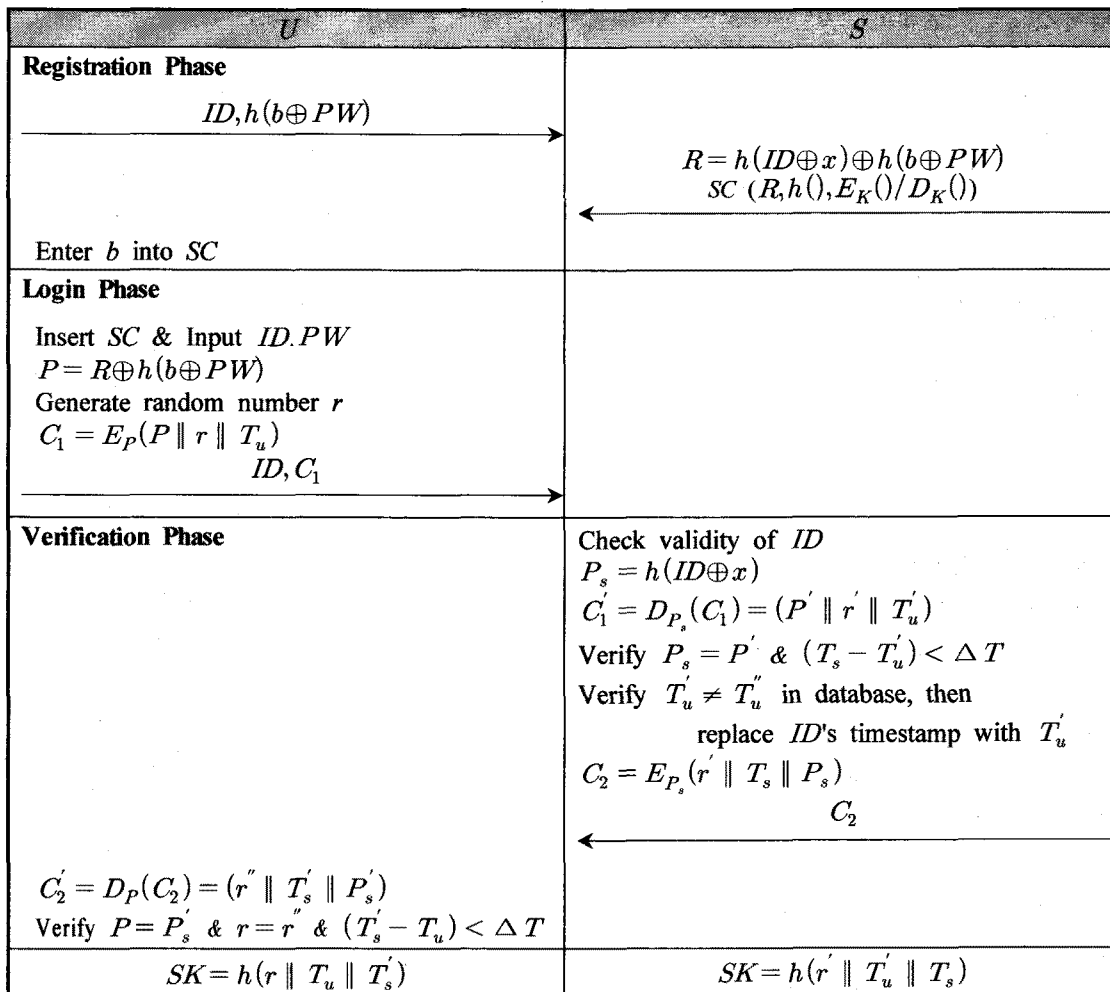 U S
Registration Phase
ID, h(b⊕PW)
R = h(ID⊕x)⊕h(b⊕PW)
SC (R, h(), E_K()/D_K())
Enter b into SC
Login Phase
Insert SC & Input ID. PW
P = R⊕h(b⊕PW)
Generate random number r
C_1 = E_P(P ∥ r ∥ T_u)
ID, C_1
Verification Phase
Check validity of ID
P_s = h(ID⊕x)
C_1' = D_{P_s}(C_1) = (P' ∥ r' ∥ T_u')
Verify P_s = P' & (T_s − T_u') < △T
Verify T_u' ≠ T_u'' in database, then
replace ID's timestamp with T_u'
C_2 = E_{P_s}(r' ∥ T_s ∥ P_s)
C_2
C_2' = D_P(C_2) = (r'' ∥ T_s' ∥ P_s')
Verify P = P_s' & r = r'' & (T_s' − T_u) < △T
SK = h(r ∥ T_u ∥ T_s') SK = h(r' ∥ T_u' ∥ T_s)